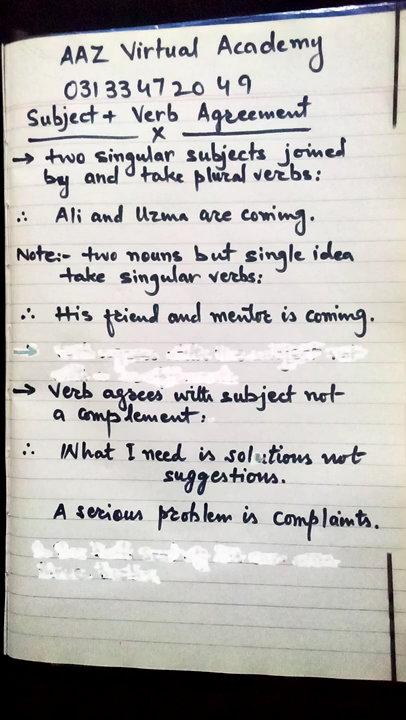 AAZ Virtual Academy
03133472049
Subject + Verb Agreement
x
→ two singular subjects joined
by and take plural verbs:
∴ Ali and Uzma are coming.
Note:- two nouns but single idea
take singular verbs:
∴ His friend and mentor is coming.
→
→ Verb agrees with subject not
a complement:
∴ What I need is solutions not
suggestions.
A serious problem is complaints.